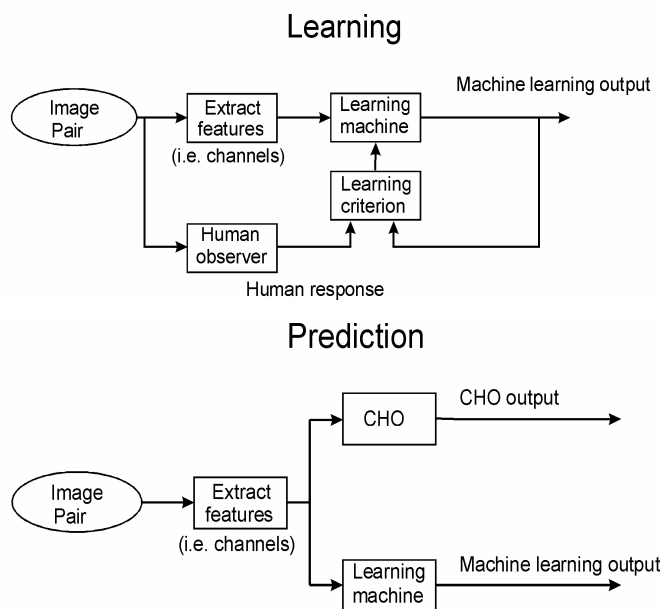 Learning
Machine learning output
Image
Pair
Extract
features
(i.e. channels)
Learning
machine
Learning
criterion
Human
observer
Human response
Prediction
CHO output
CHO
Image
Pair
Extract
features
(i.e. channels)
Machine learning output
Learning
machine